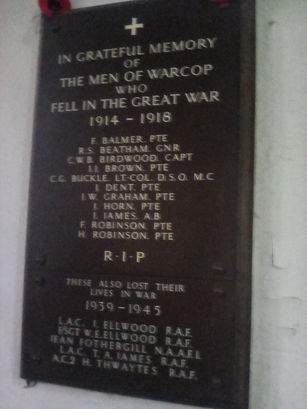 IN GRATEFUL MEMORY
OF
THE MEN OF WARCOP
WHO
FELL IN THE GREAT WAR
1914 - 1918
F. BALMER. PTE
R.S. BEATHAM. GNR
C.W.B. BIRDWOOD. CAPT
J.J. BROWN. PTE
C.G. BUCKLE. LT-COL. D.S.O. M.C
J. DENT. PTE
J.W. GRAHAM. PTE
J. HORN. PTE
J. JAMES. A.B
F. ROBINSON. PTE
H. ROBINSON. PTE
R·I·P
THESE ALSO LOST THEIR
LIVES IN WAR
1939-1945
L.A.C. J. ELLWOOD R.A.F.
F/SGT W.E. ELLWOOD R.A.F.
JEAN FOTHERGILL N.A.A.F.I.
L.A.C. T.A. JAMES R.A.F.
A.C.2 H. THWAYTES R.A.F.